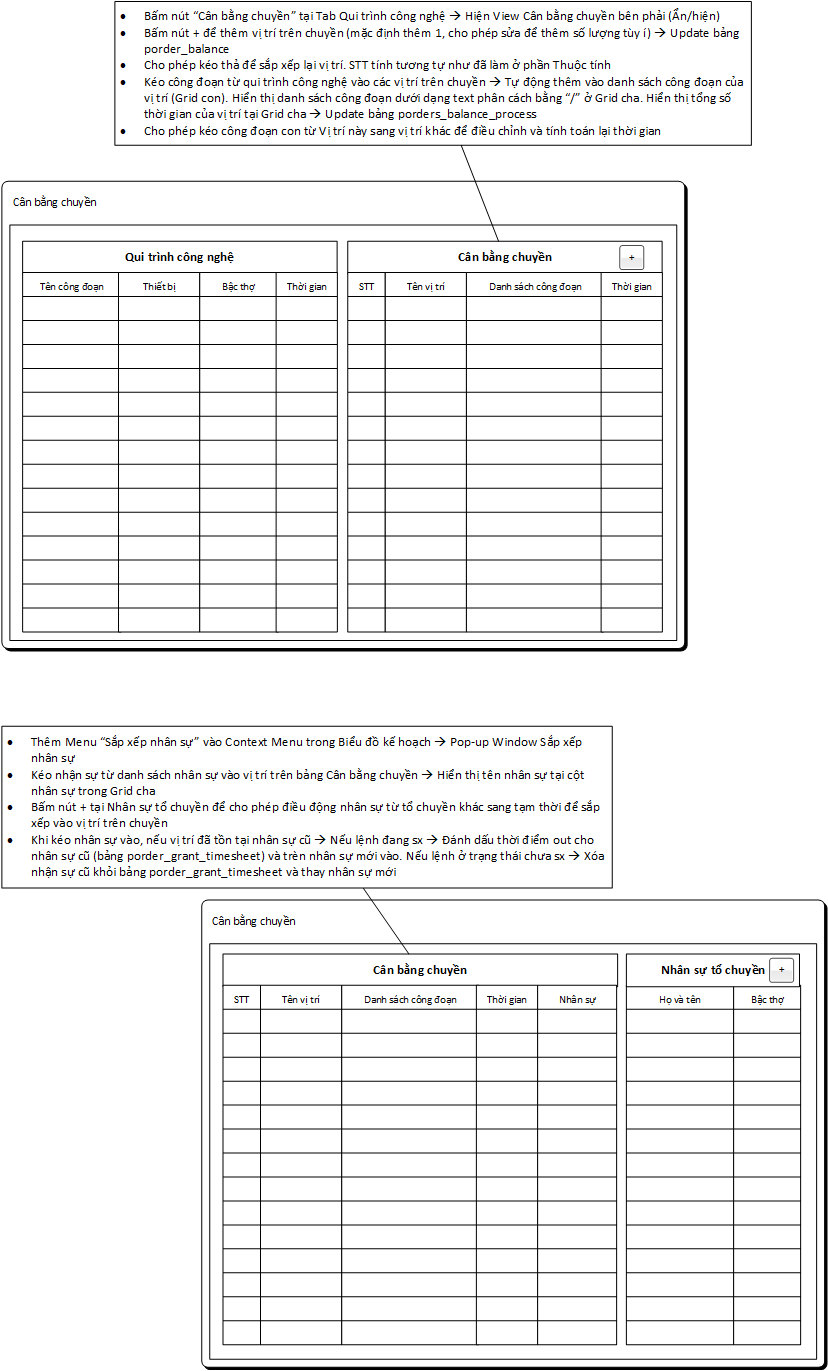 • Bấm nút “Cân bằng chuyền” tại Tab Qui trình công nghệ → Hiện View Cân bằng chuyền bên phải (Ẩn/hiện)
• Bấm nút + để thêm vị trí trên chuyền (mặc định thêm 1, cho phép sửa để thêm số lượng tùy í) → Update bảng
porder_balance
• Cho phép kéo thả để sắp xếp lại vị trí. STT tính tương tự như đã làm ở phần Thuộc tính
• Kéo công đoạn từ qui trình công nghệ vào các vị trí trên chuyền → Tự động thêm vào danh sách công đoạn của
vị trí (Grid con). Hiển thị danh sách công đoạn dưới dạng text phân cách bằng “/” ở Grid cha. Hiển thị tổng số
thời gian của vị trí tại Grid cha → Update bảng porders_balance_process
• Cho phép kéo công đoạn con từ Vị trí này sang vị trí khác để điều chỉnh và tính toán lại thời gian
Cân bằng chuyền
Qui trình công nghệ
Tên công đoạn Thiết bị Bậc thợ Thời gian
Cân bằng chuyền +
STT Tên vị trí Danh sách công đoạn Thời gian
• Thêm Menu “Sắp xếp nhân sự” vào Context Menu trong Biểu đồ kế hoạch → Pop-up Window Sắp xếp
nhân sự
• Kéo nhận sự từ danh sách nhân sự vào vị trí trên bảng Cân bằng chuyền → Hiển thị tên nhân sự tại cột
nhân sự trong Grid cha
• Bấm nút + tại Nhân sự tổ chuyền để cho phép điều động nhân sự từ tổ chuyền khác sang tạm thời để sắp
xếp vào vị trí trên chuyền
• Khi kéo nhân sự vào, nếu vị trí đã tồn tại nhân sự cũ → Nếu lệnh đang sx → Đánh dấu thời điểm out cho
nhân sự cũ (bảng porder_grant_timesheet) và trèn nhân sự mới vào. Nếu lệnh ở trạng thái chưa sx → Xóa
nhận sự cũ khỏi bảng porder_grant_timesheet và thay nhân sự mới
Cân bằng chuyền
Cân bằng chuyền
STT Tên vị trí Danh sách công đoạn Thời gian Nhân sự
Nhân sự tổ chuyền +
Họ và tên Bậc thợ